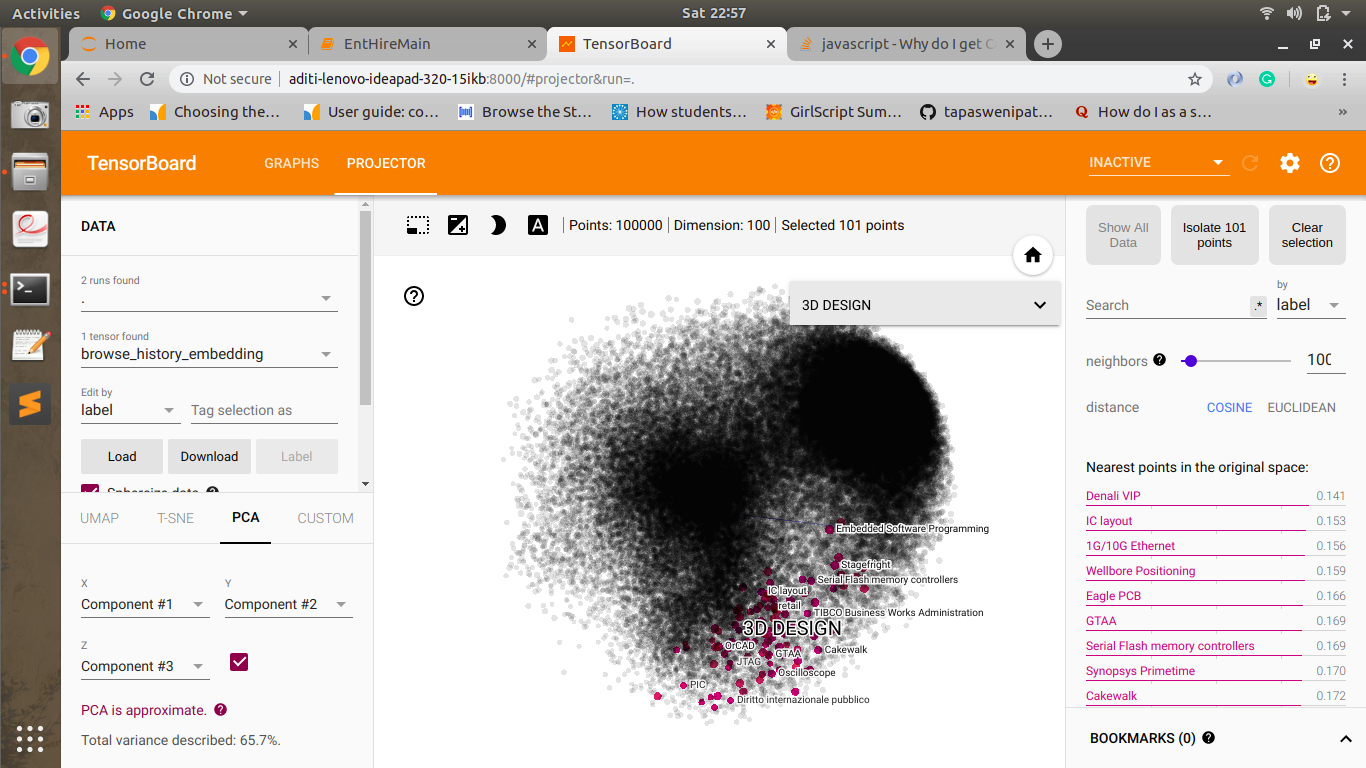 Activities Google Chrome Sat 22:57
Home EntHireMain TensorBoard javascript - Why do I get C
Not secure aditi-lenovo-ideapad-320-15ikb:8000/#projector&run=.
Apps Choosing the... User guide: co... Browse the St... How students... GirlScript Sum... tapaswenipat... How do I as a s... »
TensorBoard GRAPHS PROJECTOR INACTIVE
DATA
2 runs found
.
1 tensor found
browse_history_embedding
Edit by
label Tag selection as
Load Download Label
Sphereize data
UMAP T-SNE PCA CUSTOM
X Y
Component #1 Component #2
Z
Component #3
PCA is approximate.
Total variance described: 65.7%.
A Points: 100000 Dimension: 100 Selected 101 points
3D DESIGN
Embedded Software Programming
Stagefright
Serial Flash memory controllers
IC layout
retail
TIBCO Business Works Administration
3D DESIGN
OrCAD
GTAA
Cakewalk
JTAG
Oscilloscope
PIC
Diritto internazionale pubblico
Show All Data
Isolate 101 points
Clear selection
by
Search .* label
neighbors 100
distance COSINE EUCLIDEAN
Nearest points in the original space:
Denali VIP 0.141
IC layout 0.153
1G/10G Ethernet 0.156
Wellbore Positioning 0.159
Eagle PCB 0.166
GTAA 0.169
Serial Flash memory controllers 0.169
Synopsys Primetime 0.170
Cakewalk 0.172
BOOKMARKS (0)